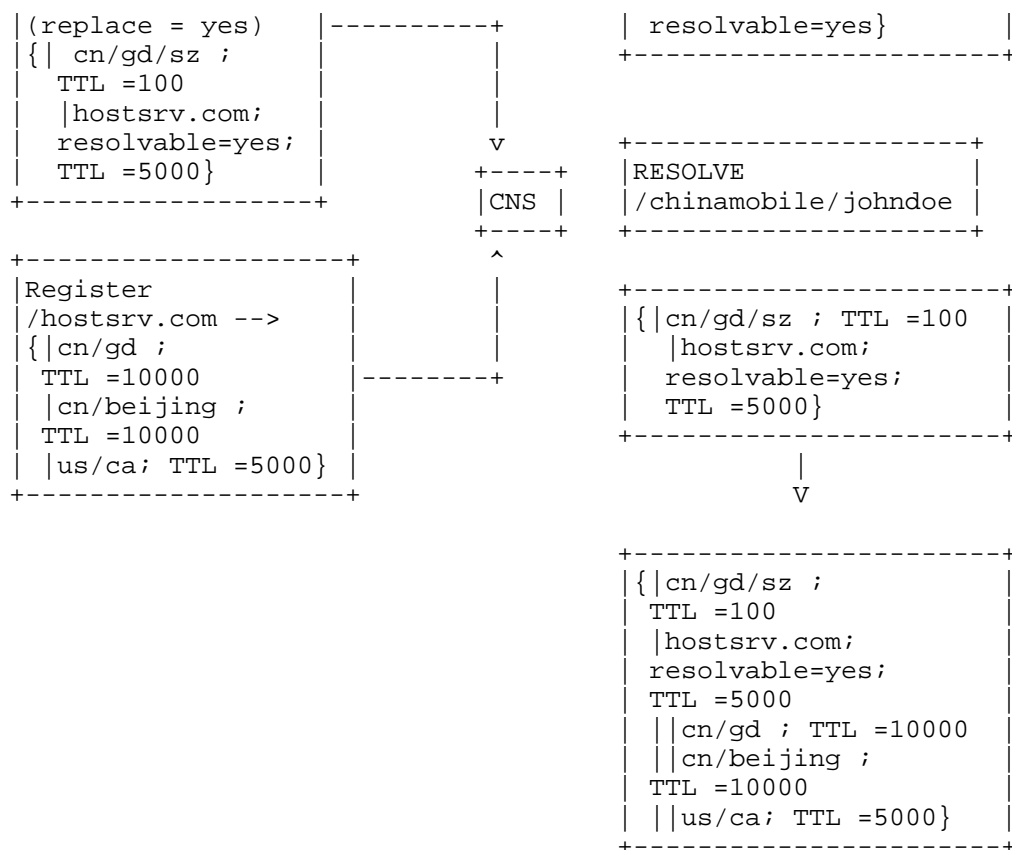 |(replace = yes)   |----------+       | resolvable=yes}       |
|{| cn/gd/sz ;     |          |       +-----------------------+
|  TTL =100        |          |
|  |hostsrv.com;   |          |
|  resolvable=yes; |          v       +---------------------+
|  TTL =5000}      |         +----+   |RESOLVE              |
+------------------+         |CNS |   |/chinamobile/johndoe |
                             +----+   +---------------------+
+--------------------+        ^
|Register            |        |       +-----------------------+
|/hostsrv.com -->    |        |       |{|cn/gd/sz ; TTL =100  |
|{|cn/gd ;           |        |       |  |hostsrv.com;        |
| TTL =10000         |--------+       |  resolvable=yes;      |
| |cn/beijing ;      |                |  TTL =5000}           |
| TTL =10000         |                +-----------------------+
| |us/ca; TTL =5000} |                           |
+--------------------+                           V

                                      +-----------------------+
                                      |{|cn/gd/sz ;           |
                                      | TTL =100              |
                                      | |hostsrv.com;         |
                                      | resolvable=yes;       |
                                      | TTL =5000             |
                                      | ||cn/gd ; TTL =10000  |
                                      | ||cn/beijing ;        |
                                      | TTL =10000            |
                                      | ||us/ca; TTL =5000}   |
                                      +-----------------------+